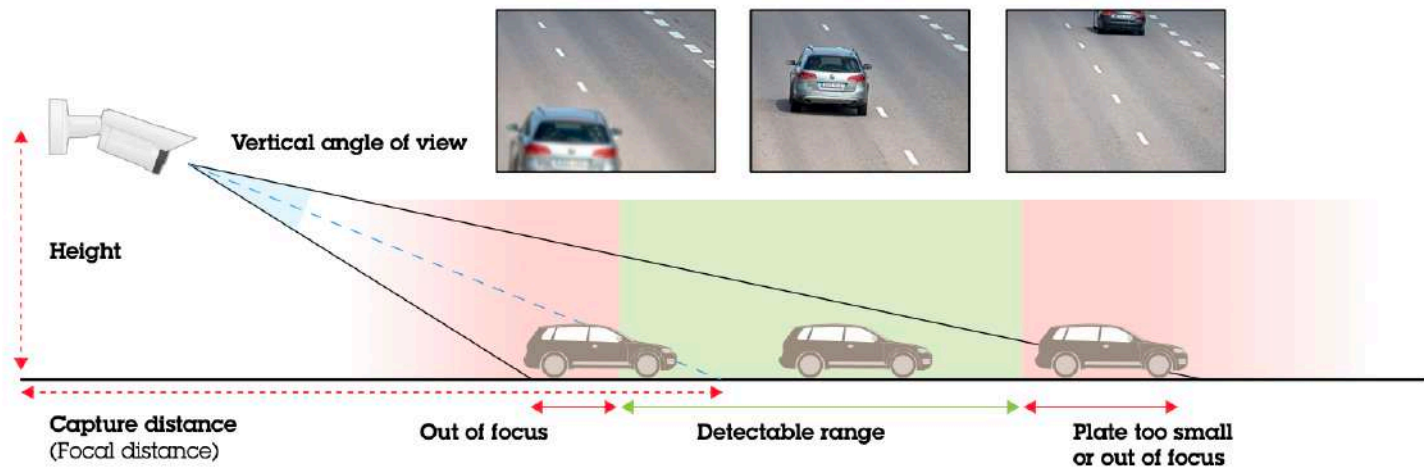 Vertical angle of view
Height
Capture distance
(Focal distance)
Out of focus
Detectable range
Plate too small
or out of focus